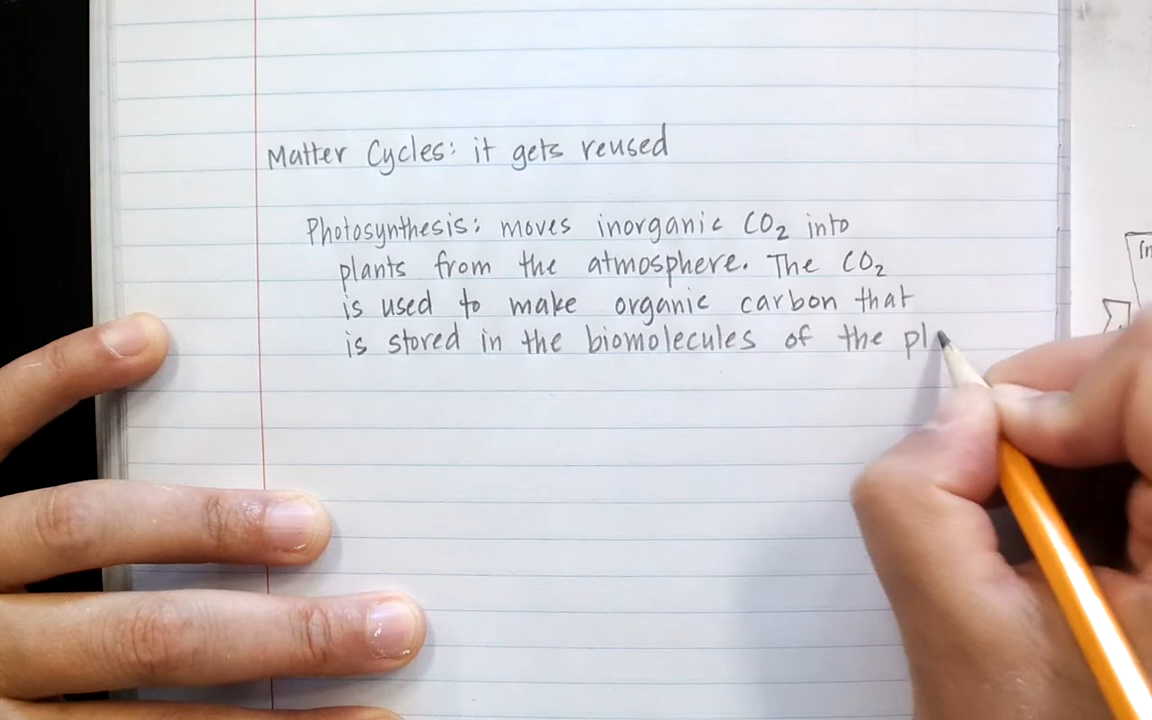 Matter Cycles: it gets reused
Photosynthesis: moves inorganic CO₂ into
plants from the atmosphere. The CO₂
is used to make organic carbon that
is stored in the biomolecules of the pl